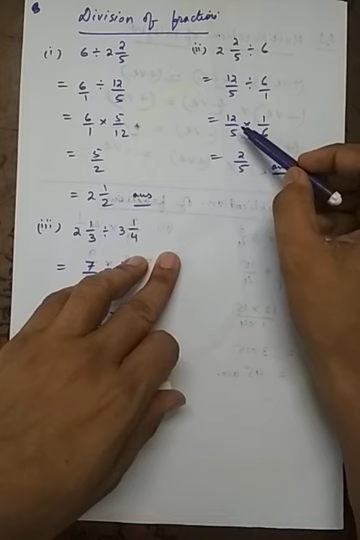 Division of fraction
(i) 6 ÷ 2 2/5
= 6/1 ÷ 12/5
= 6/1 × 5/12
= 5/2
= 2 1/2 ans
(ii) 2 2/5 ÷ 6
= 12/5 ÷ 6/1
= 12/5 × 1/6
= 2/5 ans
(iii) 2 1/3 ÷ 3 1/4
= 7